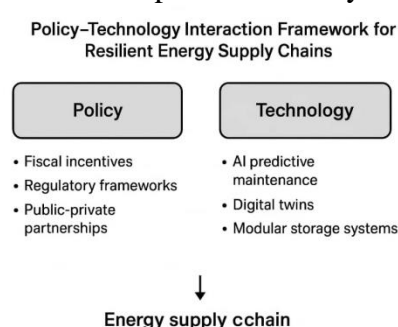 Policy–Technology Interaction Framework for
Resilient Energy Supply Chains
Policy
• Fiscal incentives
• Regulatory frameworks
• Public-private
partnerships
Technology
• AI predictive
maintenance
• Digital twins
• Modular storage systems
↓
Energy supply cchain